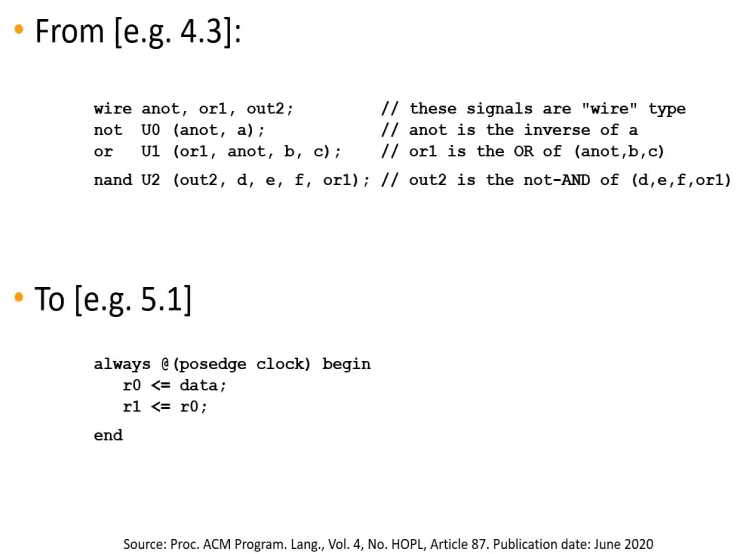 • From [e.g. 4.3]:
wire anot, or1, out2; // these signals are "wire" type
not U0 (anot, a); // anot is the inverse of a
or U1 (or1, anot, b, c); // or1 is the OR of (anot,b,c)
nand U2 (out2, d, e, f, or1); // out2 is the not-AND of (d,e,f,or1)
• To [e.g. 5.1]
always @(posedge clock) begin
r0 <= data;
r1 <= r0;
end
Source: Proc. ACM Program. Lang., Vol. 4, No. HOPL, Article 87. Publication date: June 2020